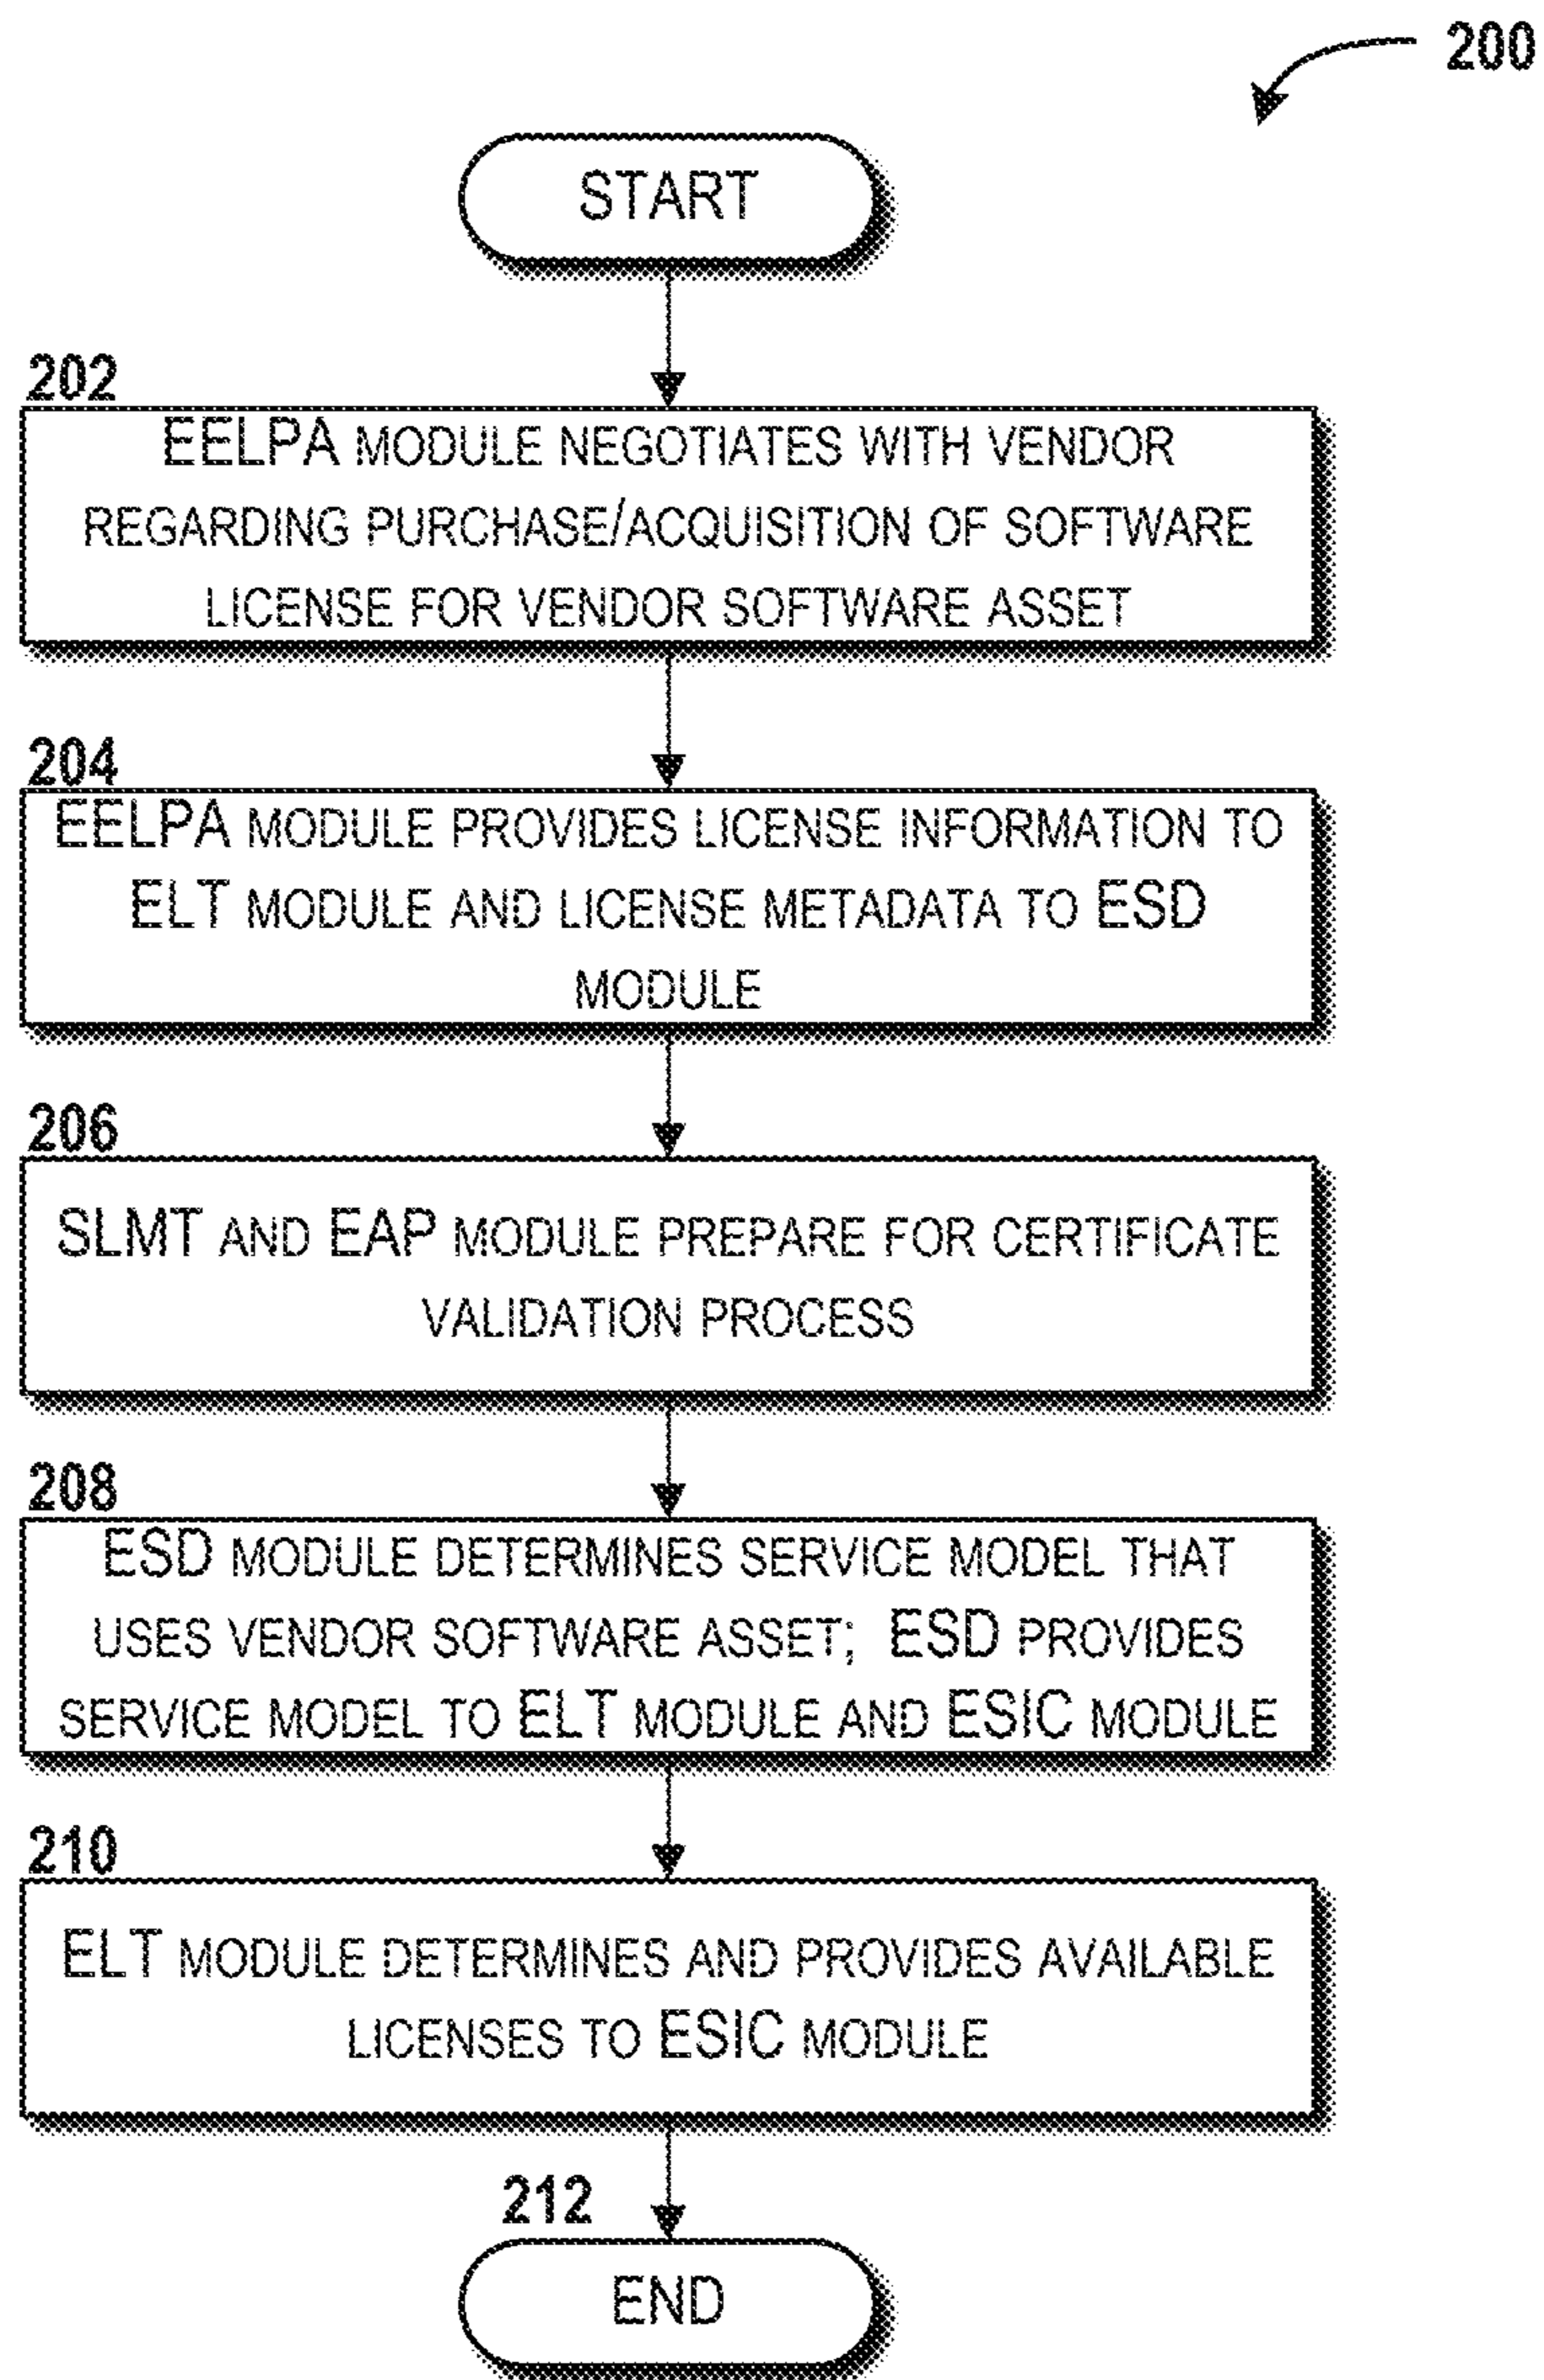 200
START
202
EELPA MODULE NEGOTIATES WITH VENDOR
REGARDING PURCHASE/ACQUISITION OF SOFTWARE
LICENSE FOR VENDOR SOFTWARE ASSET
204
EELPA MODULE PROVIDES LICENSE INFORMATION TO
ELT MODULE AND LICENSE METADATA TO ESD
MODULE
206
SLMT AND EAP MODULE PREPARE FOR CERTIFICATE
VALIDATION PROCESS
208
ESD MODULE DETERMINES SERVICE MODEL THAT
USES VENDOR SOFTWARE ASSET; ESD PROVIDES
SERVICE MODEL TO ELT MODULE AND ESIC MODULE
210
ELT MODULE DETERMINES AND PROVIDES AVAILABLE
LICENSES TO ESIC MODULE
212
END